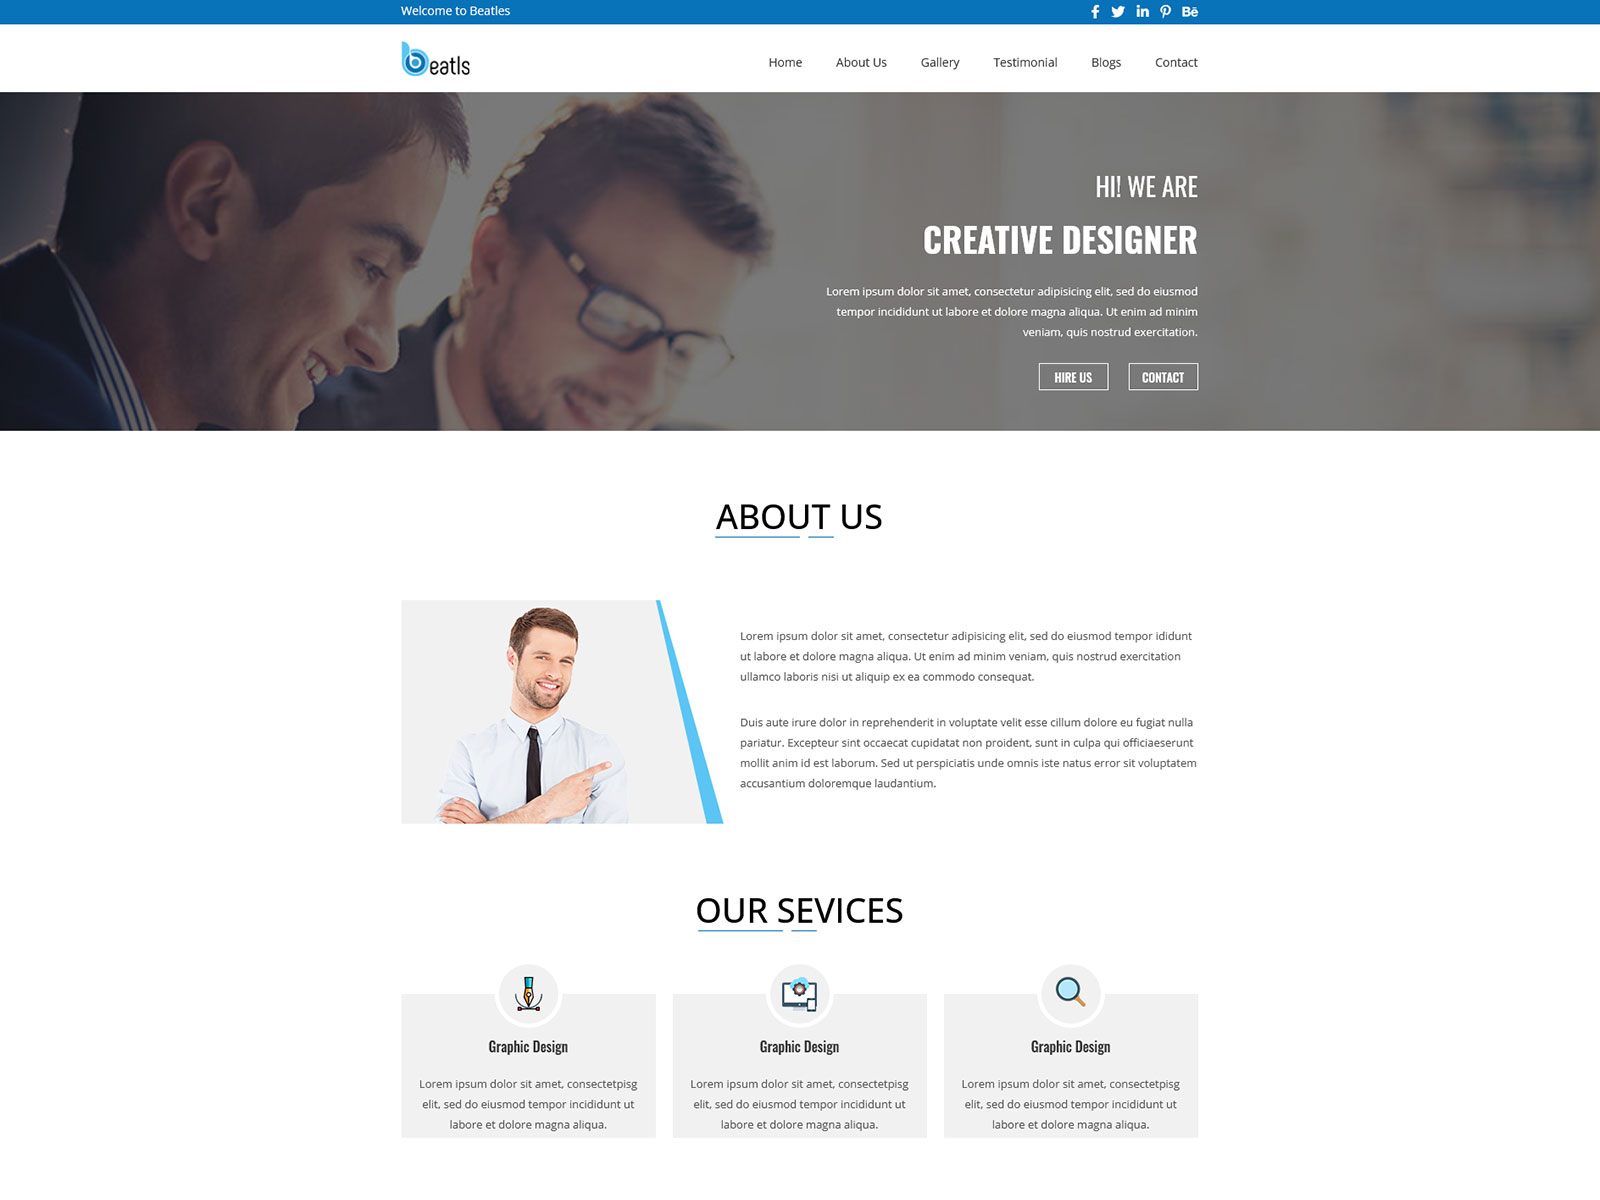 Welcome to Beatles
beatls
Home About Us Gallery Testimonial Blogs Contact
HI! WE ARE
CREATIVE DESIGNER
Lorem ipsum dolor sit amet, consectetur adipisicing elit, sed do eiusmod
tempor incididunt ut labore et dolore magna aliqua. Ut enim ad minim
veniam, quis nostrud exercitation.
HIRE US CONTACT
ABOUT US
Lorem ipsum dolor sit amet, consectetur adipisicing elit, sed do eiusmod tempor ididunt
ut labore et dolore magna aliqua. Ut enim ad minim veniam, quis nostrud exercitation
ullamco laboris nisi ut aliquip ex ea commodo consequat.
Duis aute irure dolor in reprehenderit in voluptate velit esse cillum dolore eu fugiat nulla
pariatur. Excepteur sint occaecat cupidatat non proident, sunt in culpa qui officiaeserunt
mollit anim id est laborum. Sed ut perspiciatis unde omnis iste natus error sit voluptatem
accusantium doloremque laudantium.
OUR SEVICES
Graphic Design
Lorem ipsum dolor sit amet, consectetpisg
elit, sed do eiusmod tempor incididunt ut
labore et dolore magna aliqua.
Graphic Design
Lorem ipsum dolor sit amet, consectetpisg
elit, sed do eiusmod tempor incididunt ut
labore et dolore magna aliqua.
Graphic Design
Lorem ipsum dolor sit amet, consectetpisg
elit, sed do eiusmod tempor incididunt ut
labore et dolore magna aliqua.